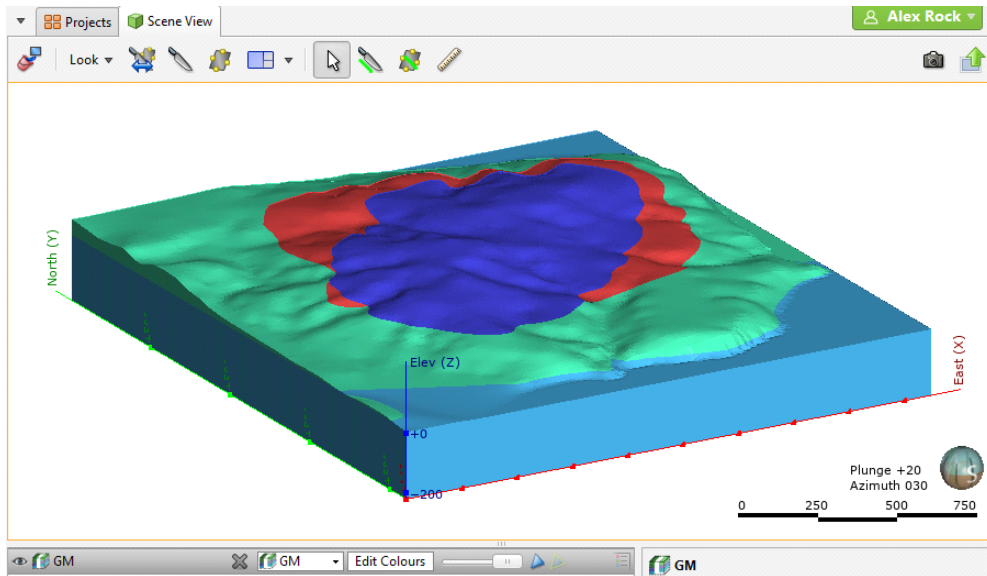 Projects
Scene View
Alex Rock
Look
North (Y)
Elev (Z)
+0
-200
East (X)
Plunge +20
Azimuth 030
S
0 250 500 750
GM
GM
Edit Colours
GM